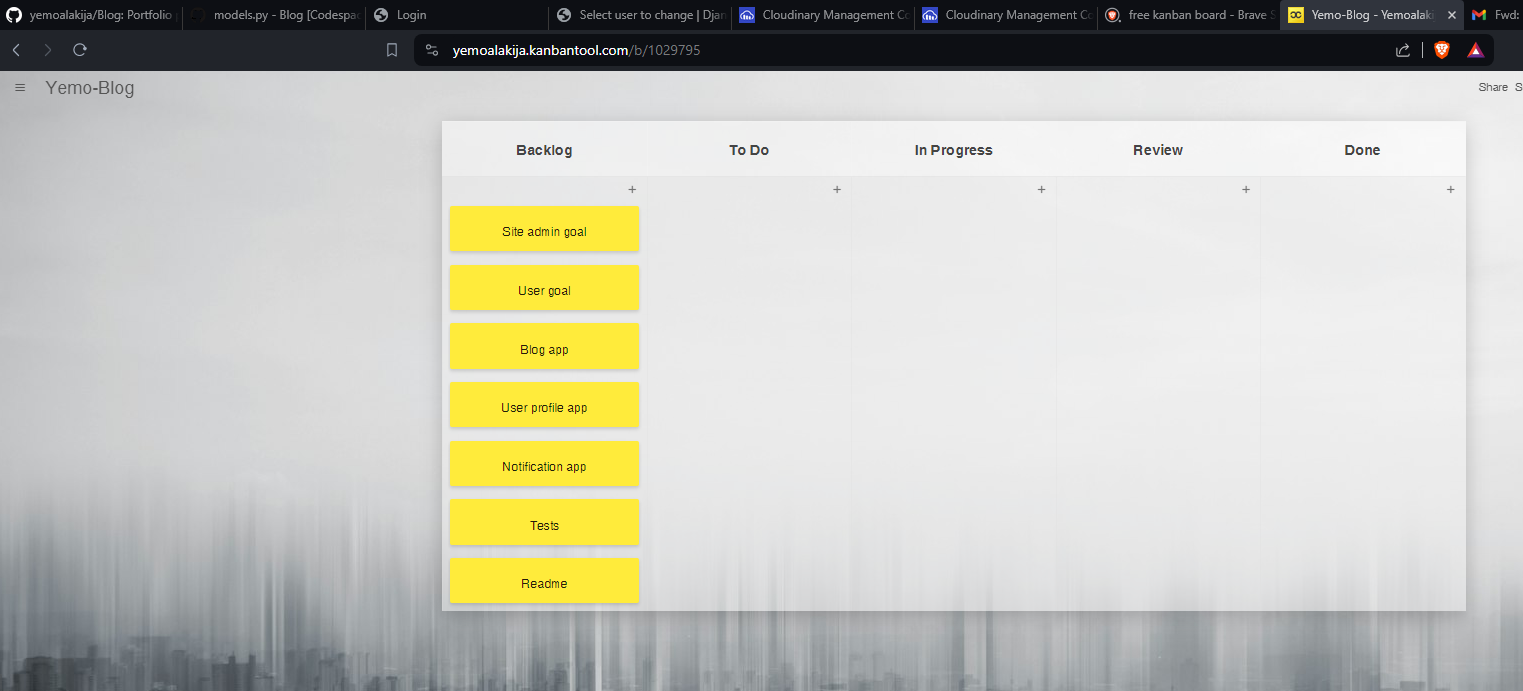 yemoalakija/Blog: Portfolio
models.py - Blog [Codespa
Login
Select user to change | Djan
Cloudinary Management Co
Cloudinary Management Co
free kanban board - Brave S
Yemo-Blog - Yemoalaki
Fwd:
yemoalakija.kanbantool.com/b/1029795
Yemo-Blog
Share S
Backlog
To Do
In Progress
Review
Done
+
+
+
+
+
Site admin goal
User goal
Blog app
User profile app
Notification app
Tests
Readme